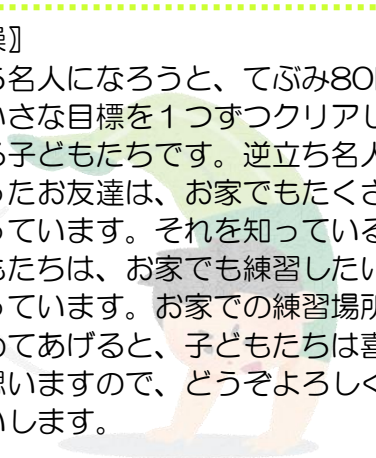 操〗
ち名人になろうと、てぶみ80
いさな目標を１つずつクリアし
る子どもたちです。逆立ち名人
ったお友達は、お家でもたくさ
っています。それを知っている
もたちは、お家でも練習したい
っています。お家での練習場所
めてあげると、子どもたちは喜
思いますので、どうぞよろしく
いします。